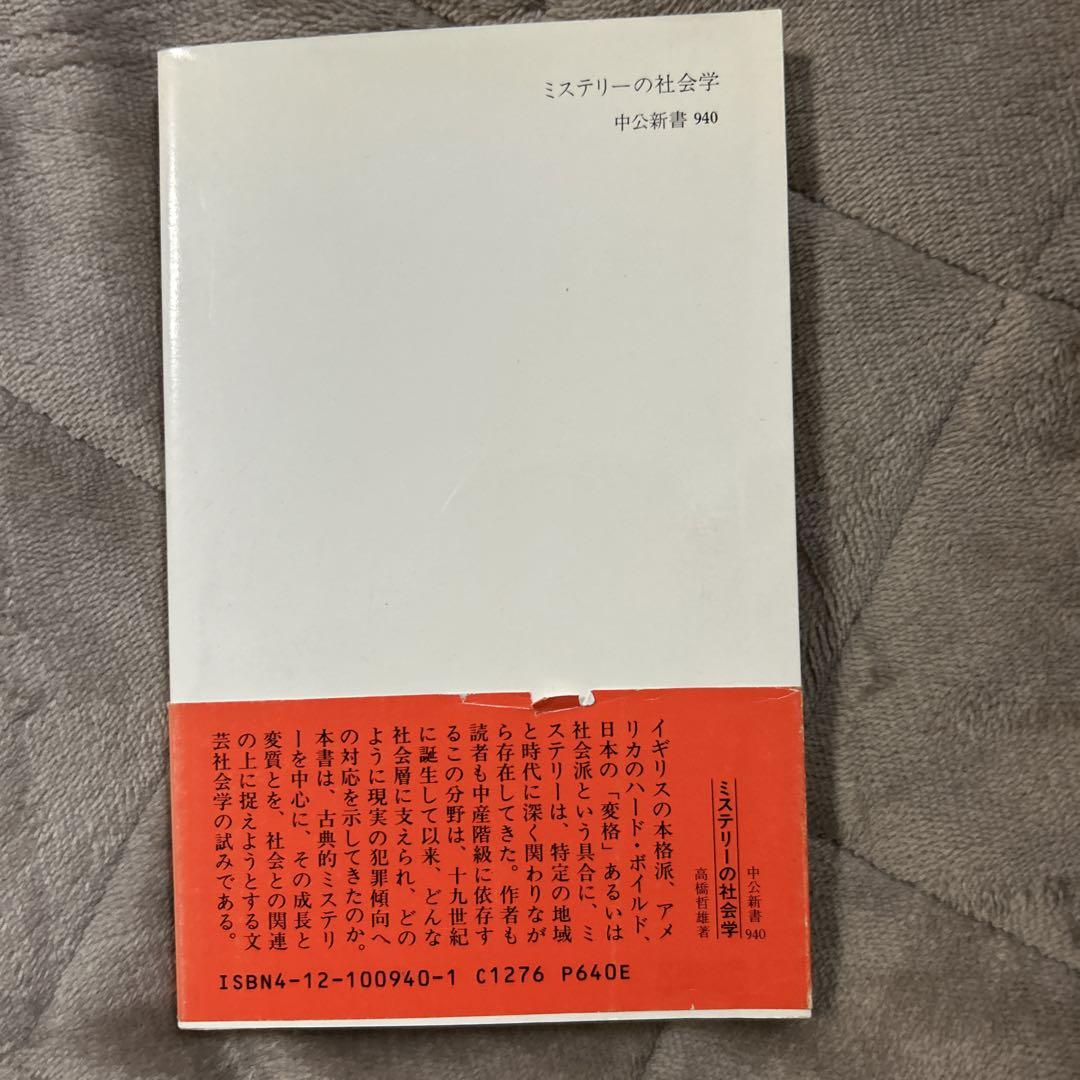 ミステリーの社会学
中公新書 940
中公新書
940
ミステリーの社会学
高橋哲雄著
イギリスの本格派、アメ
リカのハード・ボイルド、
日本の「変格」あるいは
社会派という具合に、ミ
ステリーは、特定の地域
と時代に深く関わりなが
ら存在してきた。作者も
読者も中産階級に依存す
るこの分野は、十九世紀
に誕生して以来、どんな
社会層に支えられ、どの
ように現実の犯罪傾向へ
の対応を示してきたのか。
本書は、古典的ミステリ
ーを中心に、その成長と
変質とを、社会との関連
の上に捉えようとする文
芸社会学の試みである。
ISBN4-12-100940-1 C1276 P640E